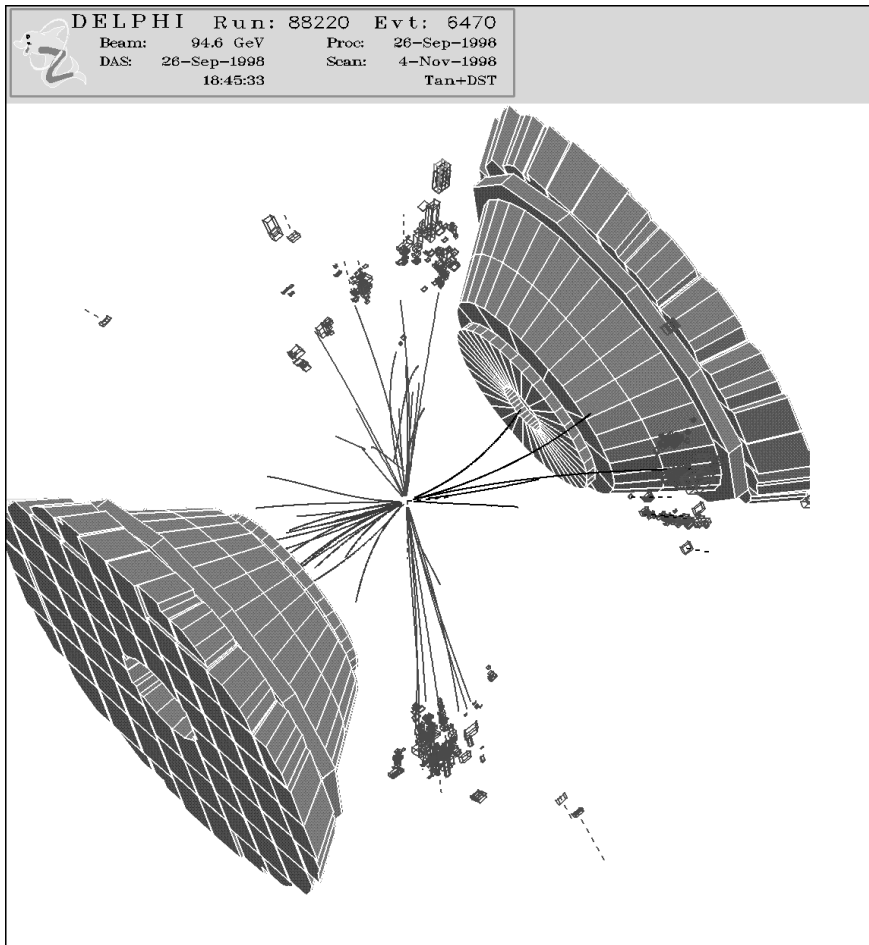 DELPHI Run: 88220 Evt: 6470
Beam: 94.6 GeV Proc: 26-Sep-1998
DAS: 26-Sep-1998 Scan: 4-Nov-1998
18:45:33 Tan+DST